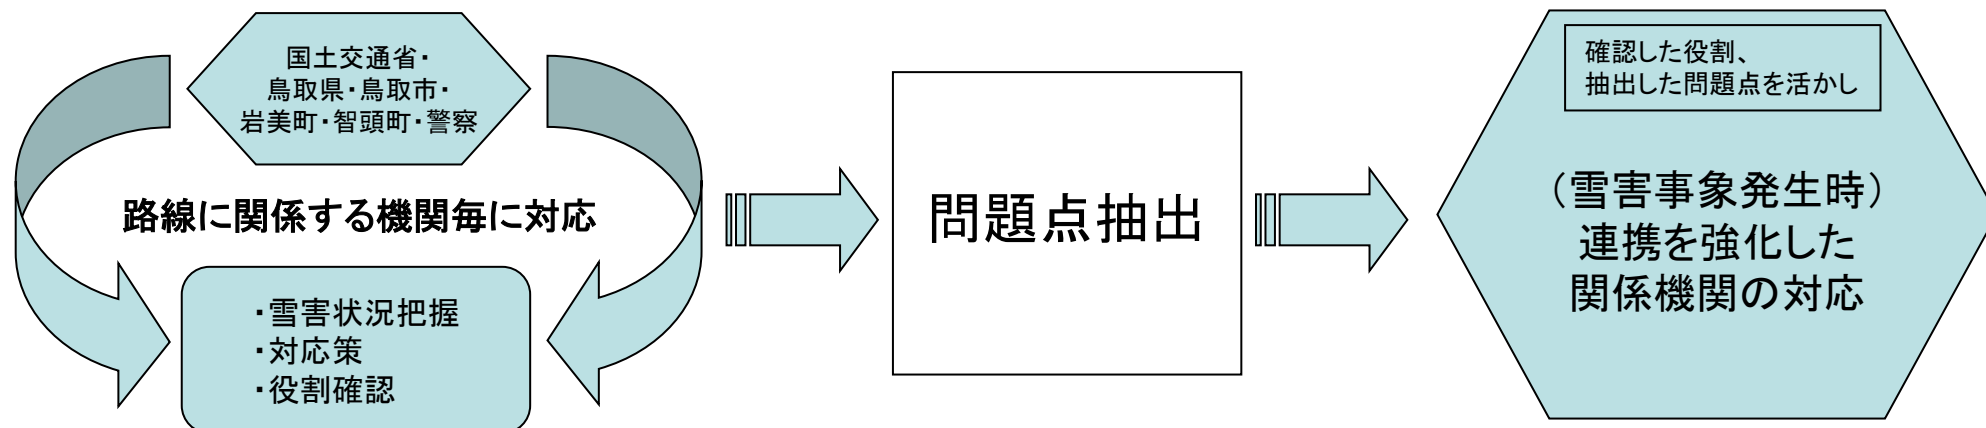 国土交通省・
鳥取県・鳥取市・
岩美町・智頭町・警察
路線に関係する機関毎に対応
・雪害状況把握
・対応策
・役割確認
問題点抽出
確認した役割、
抽出した問題点を活かし
（雪害事象発生時）
連携を強化した
関係機関の対応